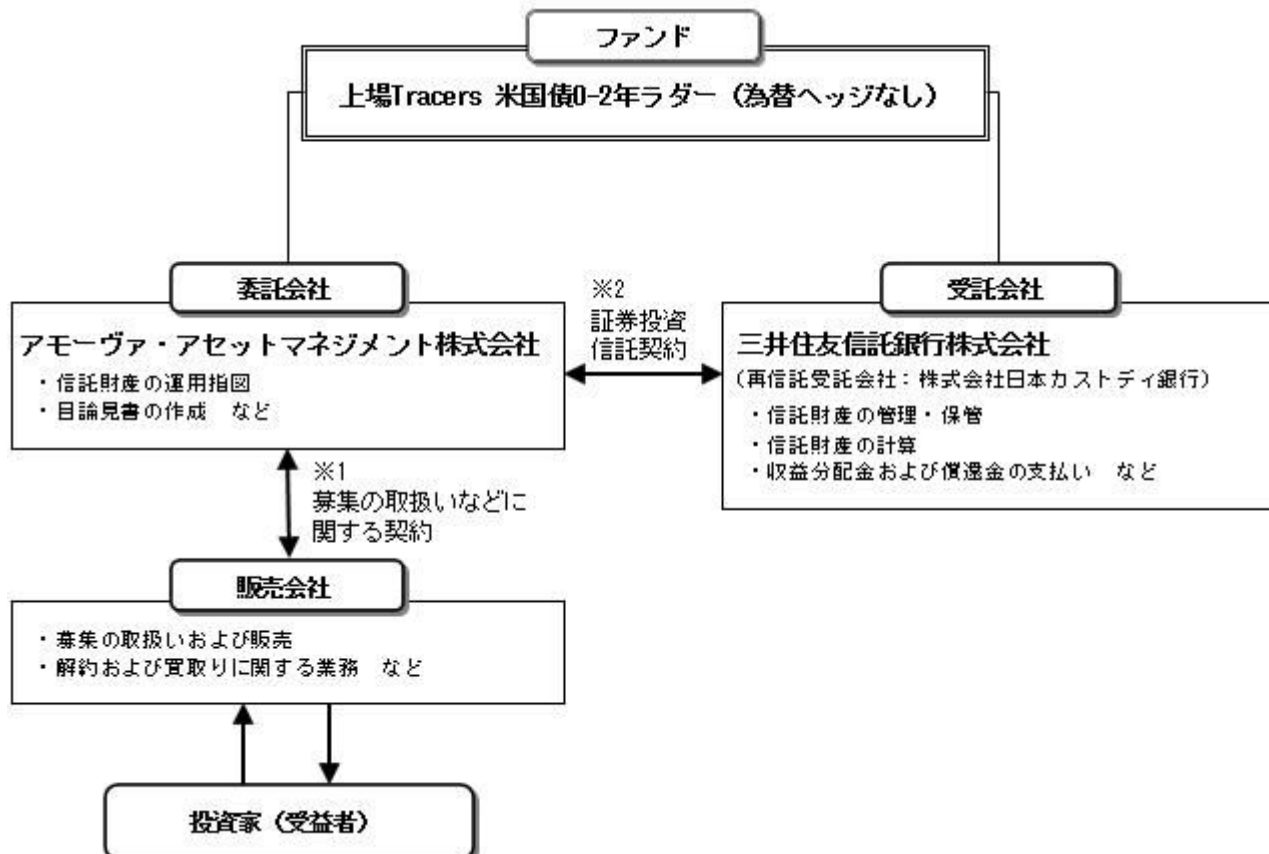 ファンド
上場Tracers 米国債0-2年ラダー（為替ヘッジなし）
委託会社
アモーヴァ・アセットマネジメント株式会社
・信託財産の運用指図
・目論見書の作成　など
※2
証券投資
信託契約
受託会社
三井住友信託銀行株式会社
（再信託受託会社：株式会社日本カストディ銀行）
・信託財産の管理・保管
・信託財産の計算
・収益分配金および償還金の支払い　など
※1
募集の取扱いなどに
関する契約
販売会社
・募集の取扱いおよび販売
・解約および買取りに関する業務　など
投資家（受益者）